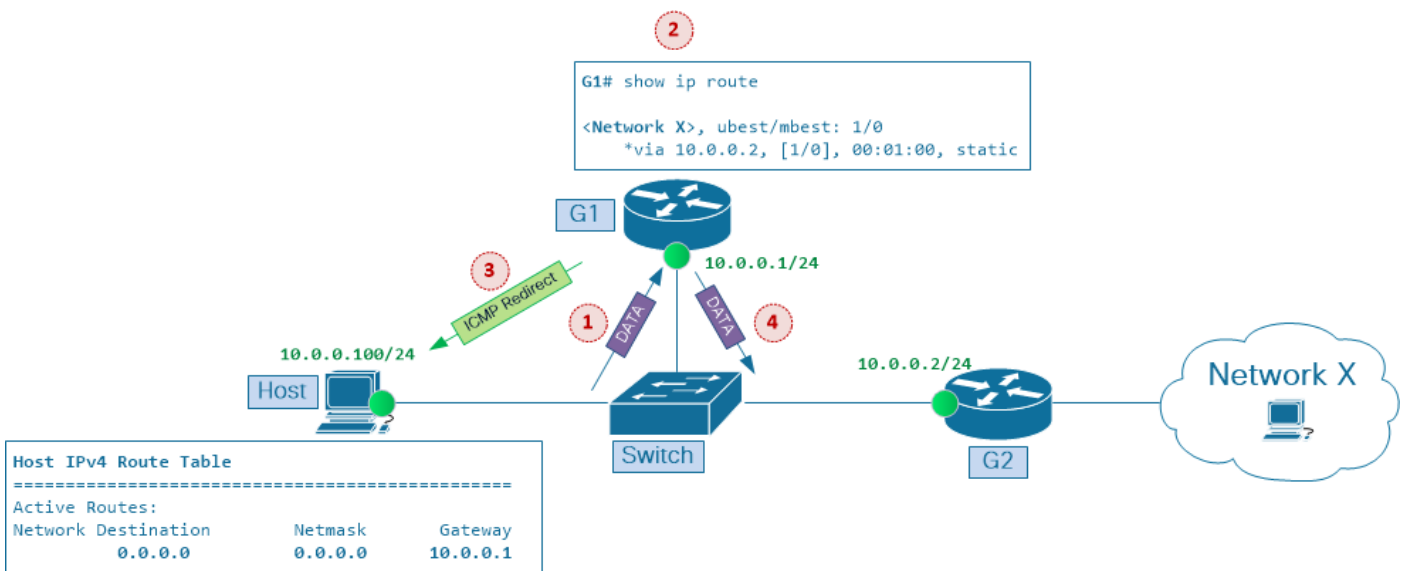 2
G1# show ip route
<Network X>, ubest/mbest: 1/0
*via 10.0.0.2, [1/0], 00:01:00, static
G1
10.0.0.1/24
3
ICMP Redirect
1
DATA
DATA
4
10.0.0.100/24
Host
10.0.0.2/24
Network X
?
?
Switch
G2
Host IPv4 Route Table
================================================
Active Routes:
Network Destination Netmask Gateway
0.0.0.0 0.0.0.0 10.0.0.1